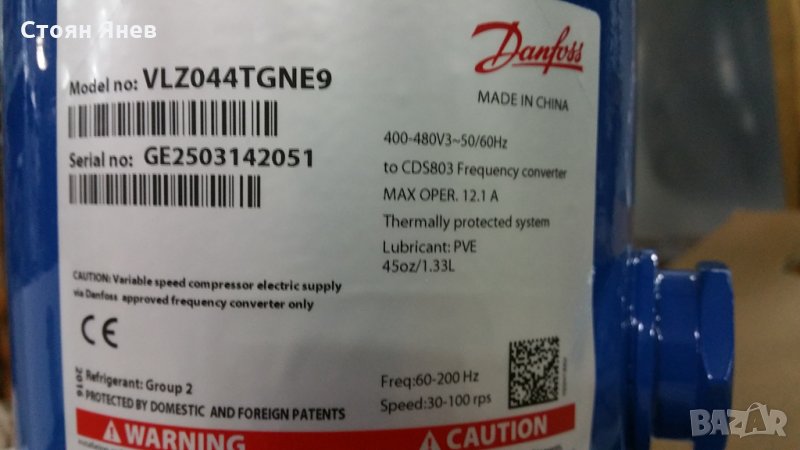 Стоян Янев
Danfoss
Model no: VLZ044TGNE9
MADE IN CHINA
Serial no: GE2503142051
400-480V3~50/60Hz
to CDS803 Frequency converter
MAX OPER. 12.1 A
Thermally protected system
Lubricant: PVE
45oz/1.33L
CAUTION: Variable speed compressor electric supply
via Danfoss approved frequency converter only
CE
2016
Refrigerant: Group 2
PROTECTED BY DOMESTIC AND FOREIGN PATENTS
Freq:60-200 Hz
Speed:30-100 rps
WARNING
CAUTION
BAZAR